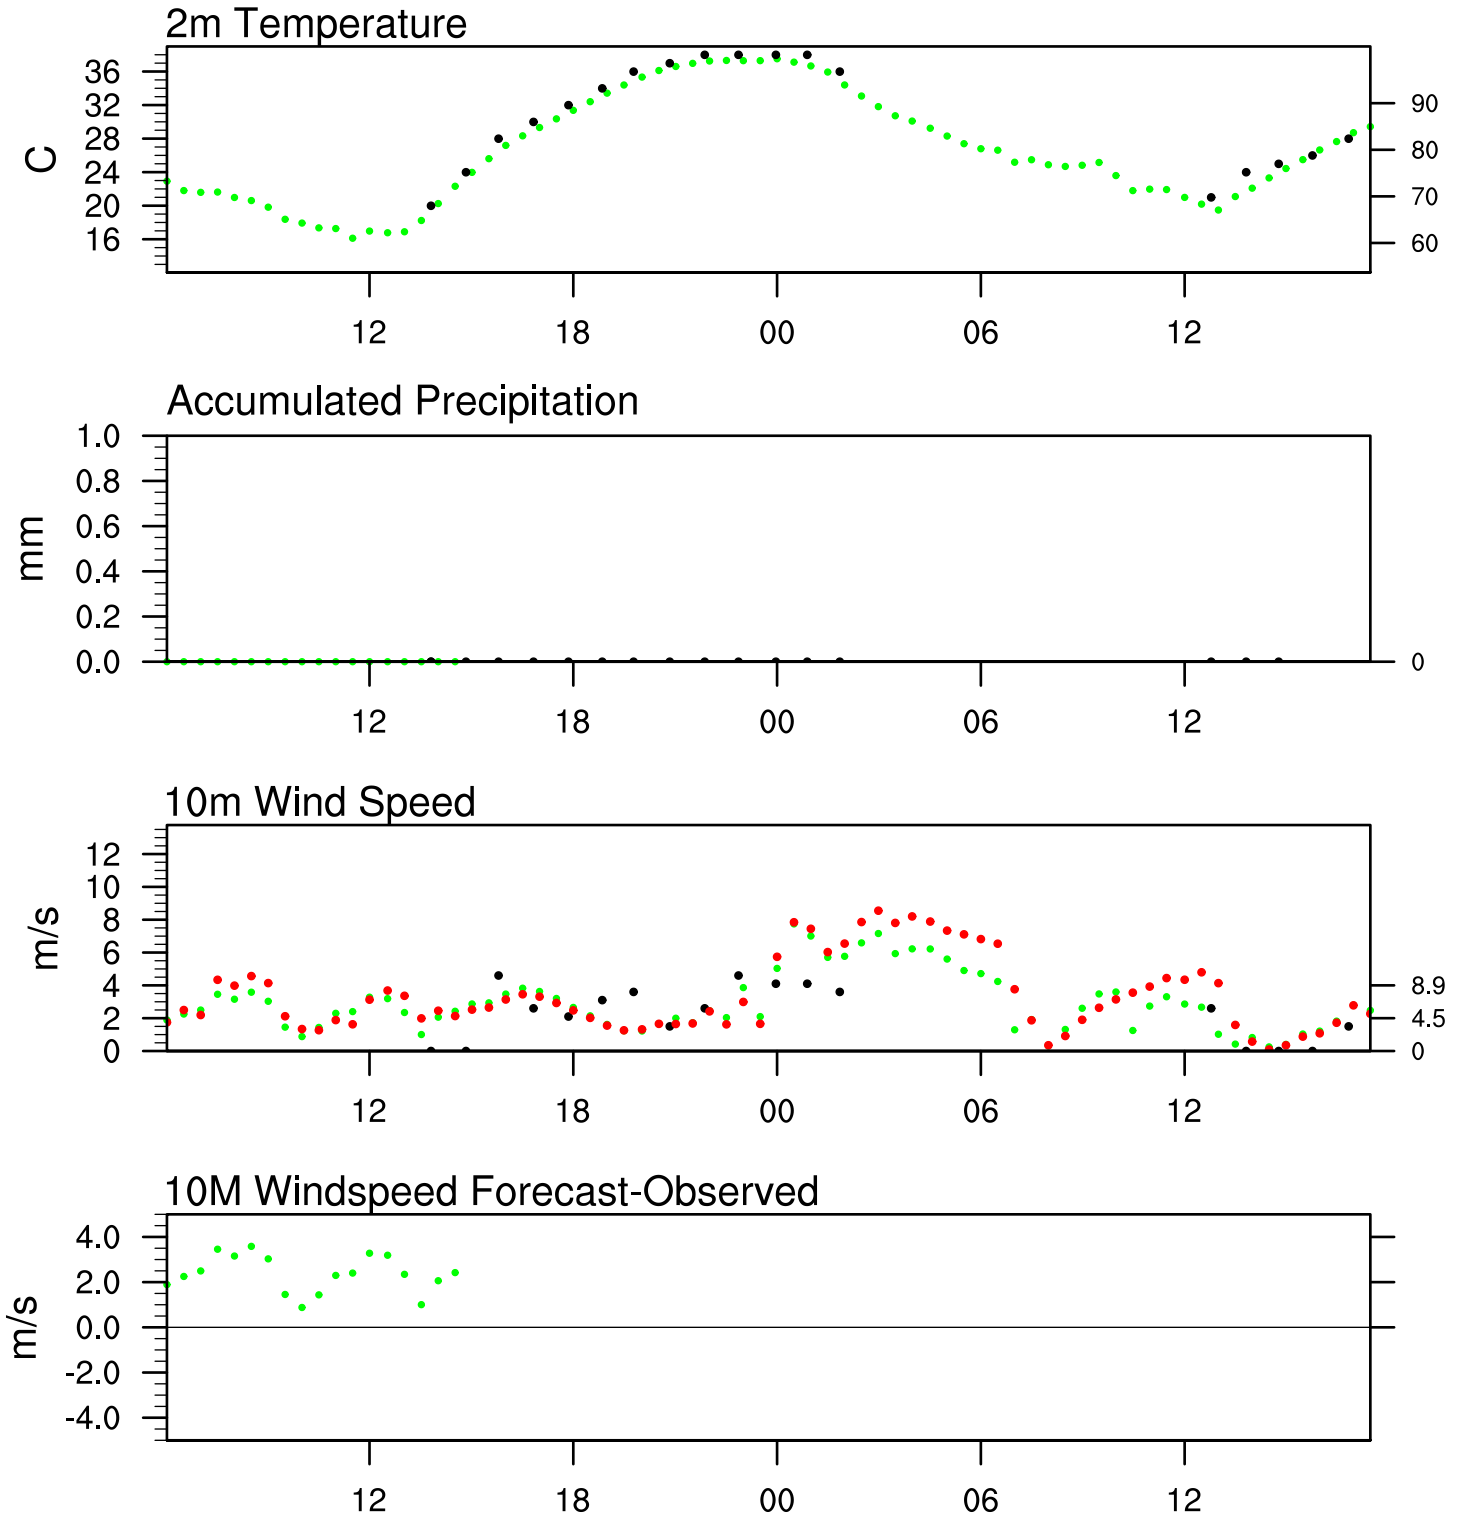 2m Temperature
36
32
28
24
20
16
C
90
80
70
60
12 18 00 06 12
Accumulated Precipitation
1.0
0.8
0.6
0.4
0.2
0.0
mm
0
12 18 00 06 12
10m Wind Speed
12
10
8
6
4
2
0
m/s
8.9
4.5
0
12 18 00 06 12
10M Windspeed Forecast-Observed
4.0
2.0
0.0
-2.0
-4.0
m/s
12 18 00 06 12